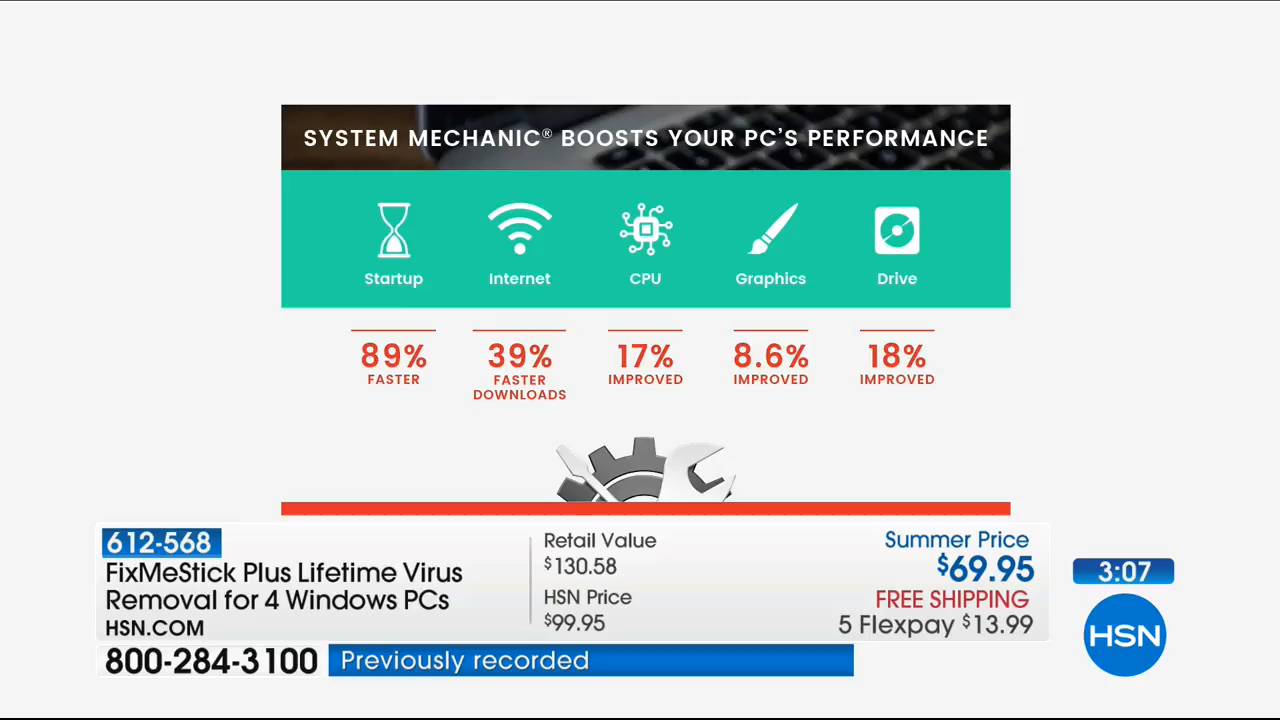 SYSTEM MECHANIC® BOOSTS YOUR PC'S PERFORMANCE
Startup
Internet
CPU
Graphics
Drive
89%
FASTER
39%
FASTER
DOWNLOADS
17%
IMPROVED
8.6%
IMPROVED
18%
IMPROVED
612-568
FixMeStick Plus Lifetime Virus
Removal for 4 Windows PCs
HSN.COM
Retail Value
$130.58
HSN Price
$99.95
Summer Price
$69.95
FREE SHIPPING
5 Flexpay $13.99
3:07
HSN
800-284-3100
Previously recorded